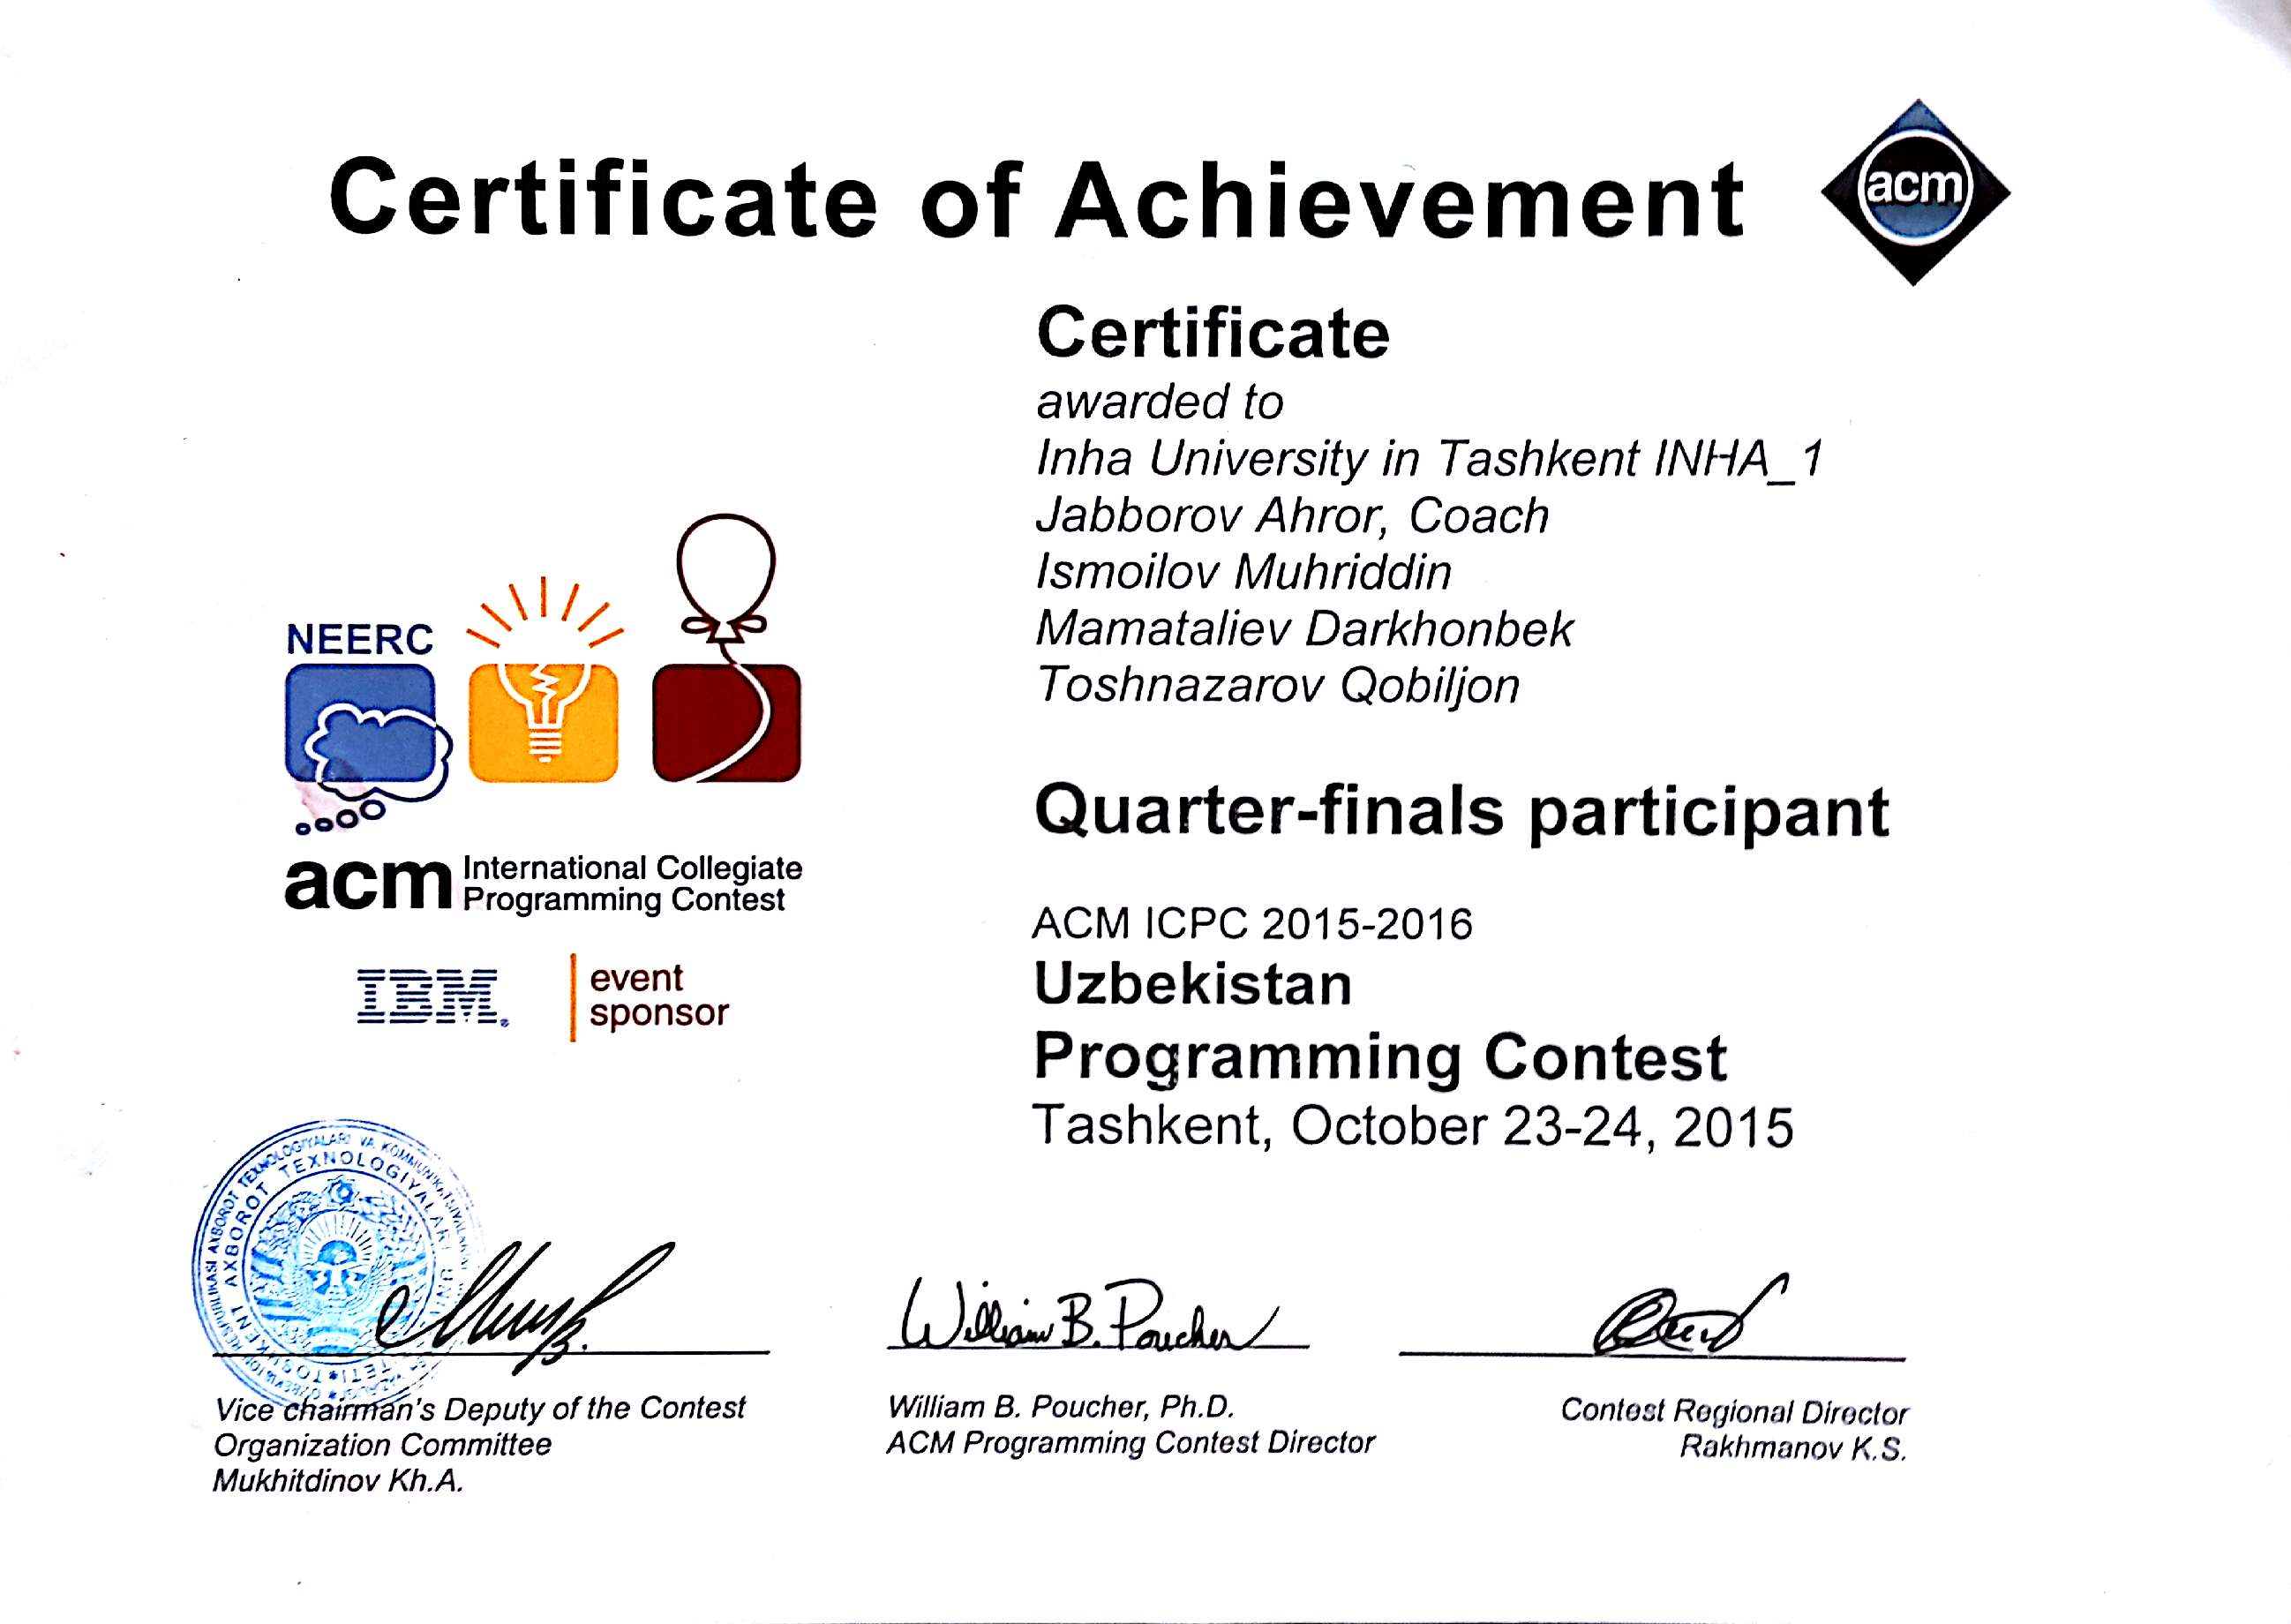 Certificate of Achievement
acm
Certificate
awarded to
Inha University in Tashkent INHA_1
Jabborov Ahror, Coach
Ismoilov Muhriddin
Mamataliev Darkhonbek
Toshnazarov Qobiljon
Quarter-finals participant
ACM ICPC 2015-2016
Uzbekistan
Programming Contest
Tashkent, October 23-24, 2015
NEERC
acm International Collegiate
Programming Contest
IBM. event
sponsor
AXBOROT TEXNOLOGIYALARI
William B. Poucher
Vice chairman's Deputy of the Contest
Organization Committee
Mukhitdinov Kh.A.
William B. Poucher, Ph.D.
ACM Programming Contest Director
Contest Regional Director
Rakhmanov K.S.